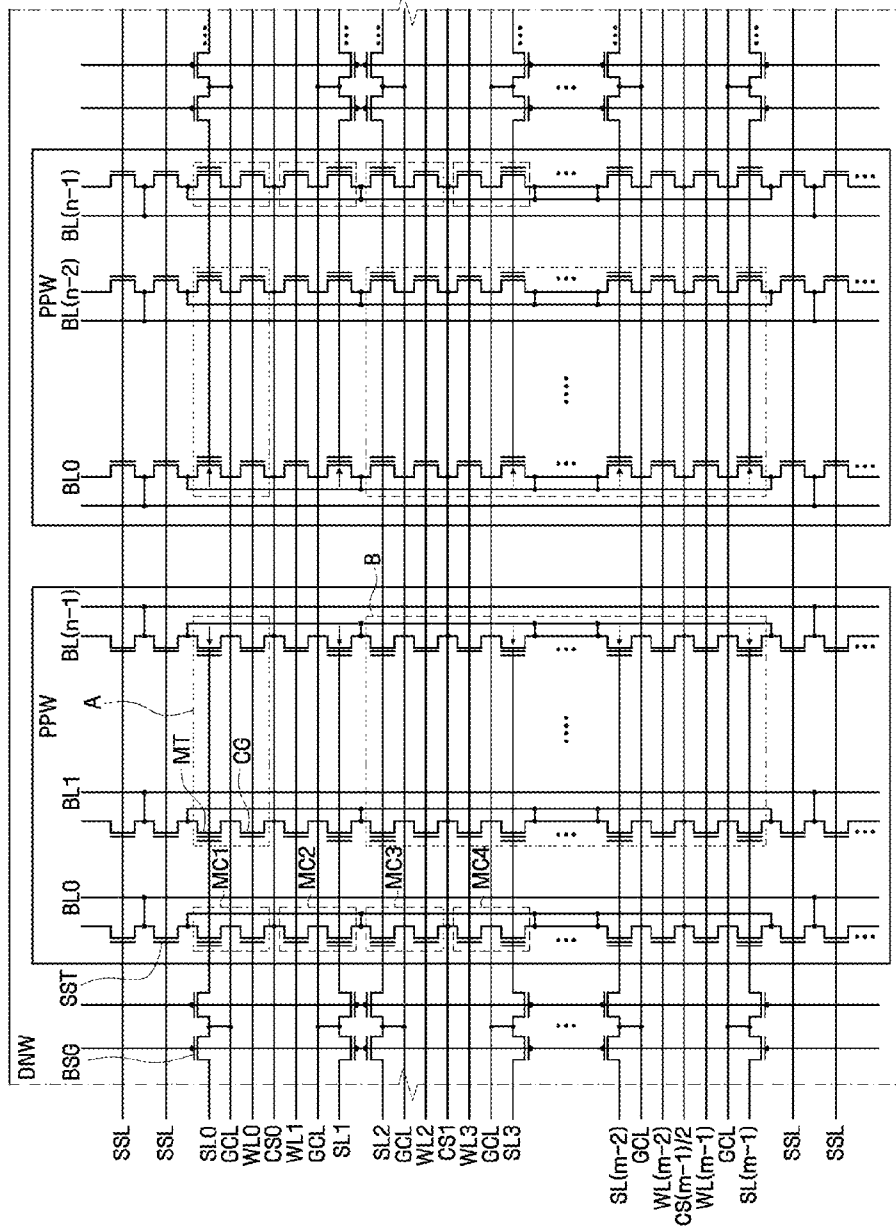 DNW
BSG
SST
BL0
MC1
MC2
MC3
MC4
BL1
PPW
MT
CG
A
BL(n-1)
B
BL0
PPW
BL(n-2)
BL(n-1)
SSL
SSL
SL0
GCL
WL0
CS0
WL1
GCL
SL1
SL2
GCL
WL2
CS1
WL3
GCL
SL3
SL(m-2)
GCL
WL(m-2)
CS(m-1)/2
WL(m-1)
GCL
SL(m-1)
SSL
SSL